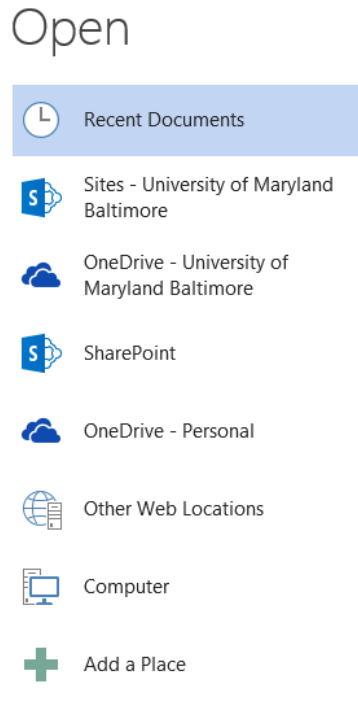 Open
Recent Documents
Sites - University of Maryland
Baltimore
OneDrive - University of
Maryland Baltimore
SharePoint
OneDrive - Personal
Other Web Locations
Computer
Add a Place